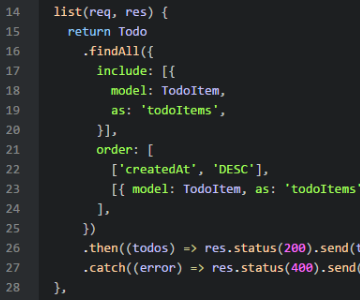 14 list(req, res) {
15 return Todo
16 .findAll({
17 include: [{
18 model: TodoItem,
19 as: 'todoItems',
20 }],
21 order: [
22 ['createdAt', 'DESC'],
23 [{ model: TodoItem, as: 'todoItems'
24 ],
25 })
26 .then((todos) => res.status(200).send(t
27 .catch((error) => res.status(400).send(
28 },